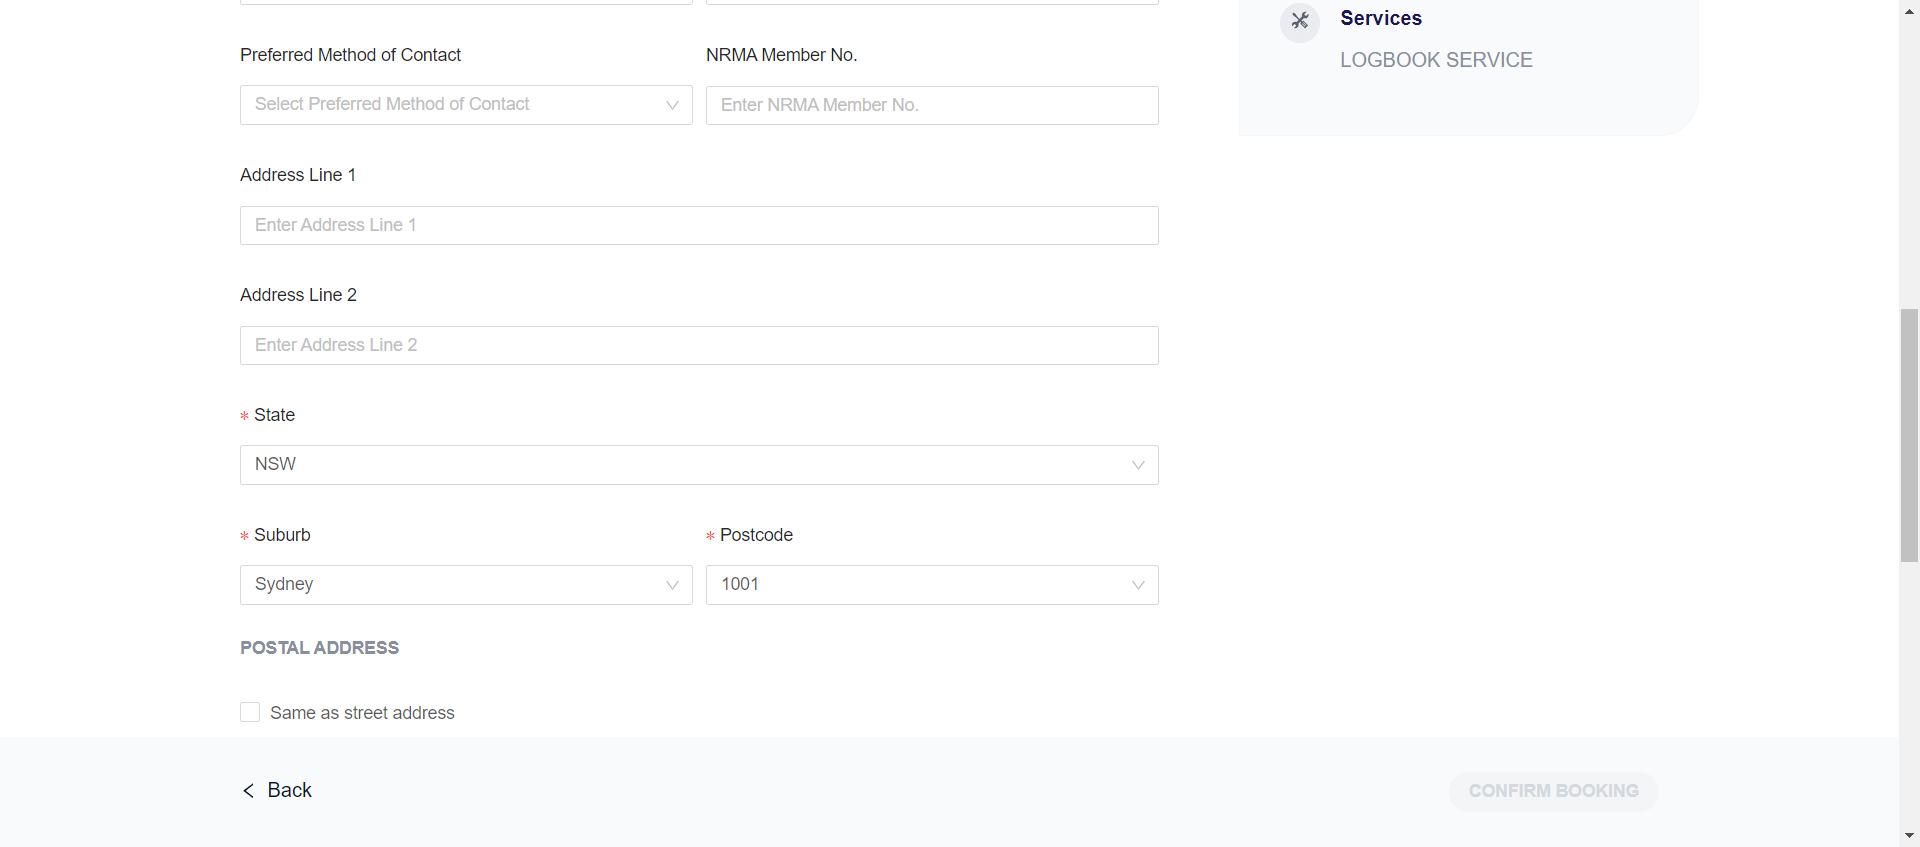 Preferred Method of Contact
NRMA Member No.
Select Preferred Method of Contact
Enter NRMA Member No.
Address Line 1
Enter Address Line 1
Address Line 2
Enter Address Line 2
* State
NSW
* Suburb
* Postcode
Sydney
1001
POSTAL ADDRESS
Same as street address
Services
LOGBOOK SERVICE
Back
CONFIRM BOOKING